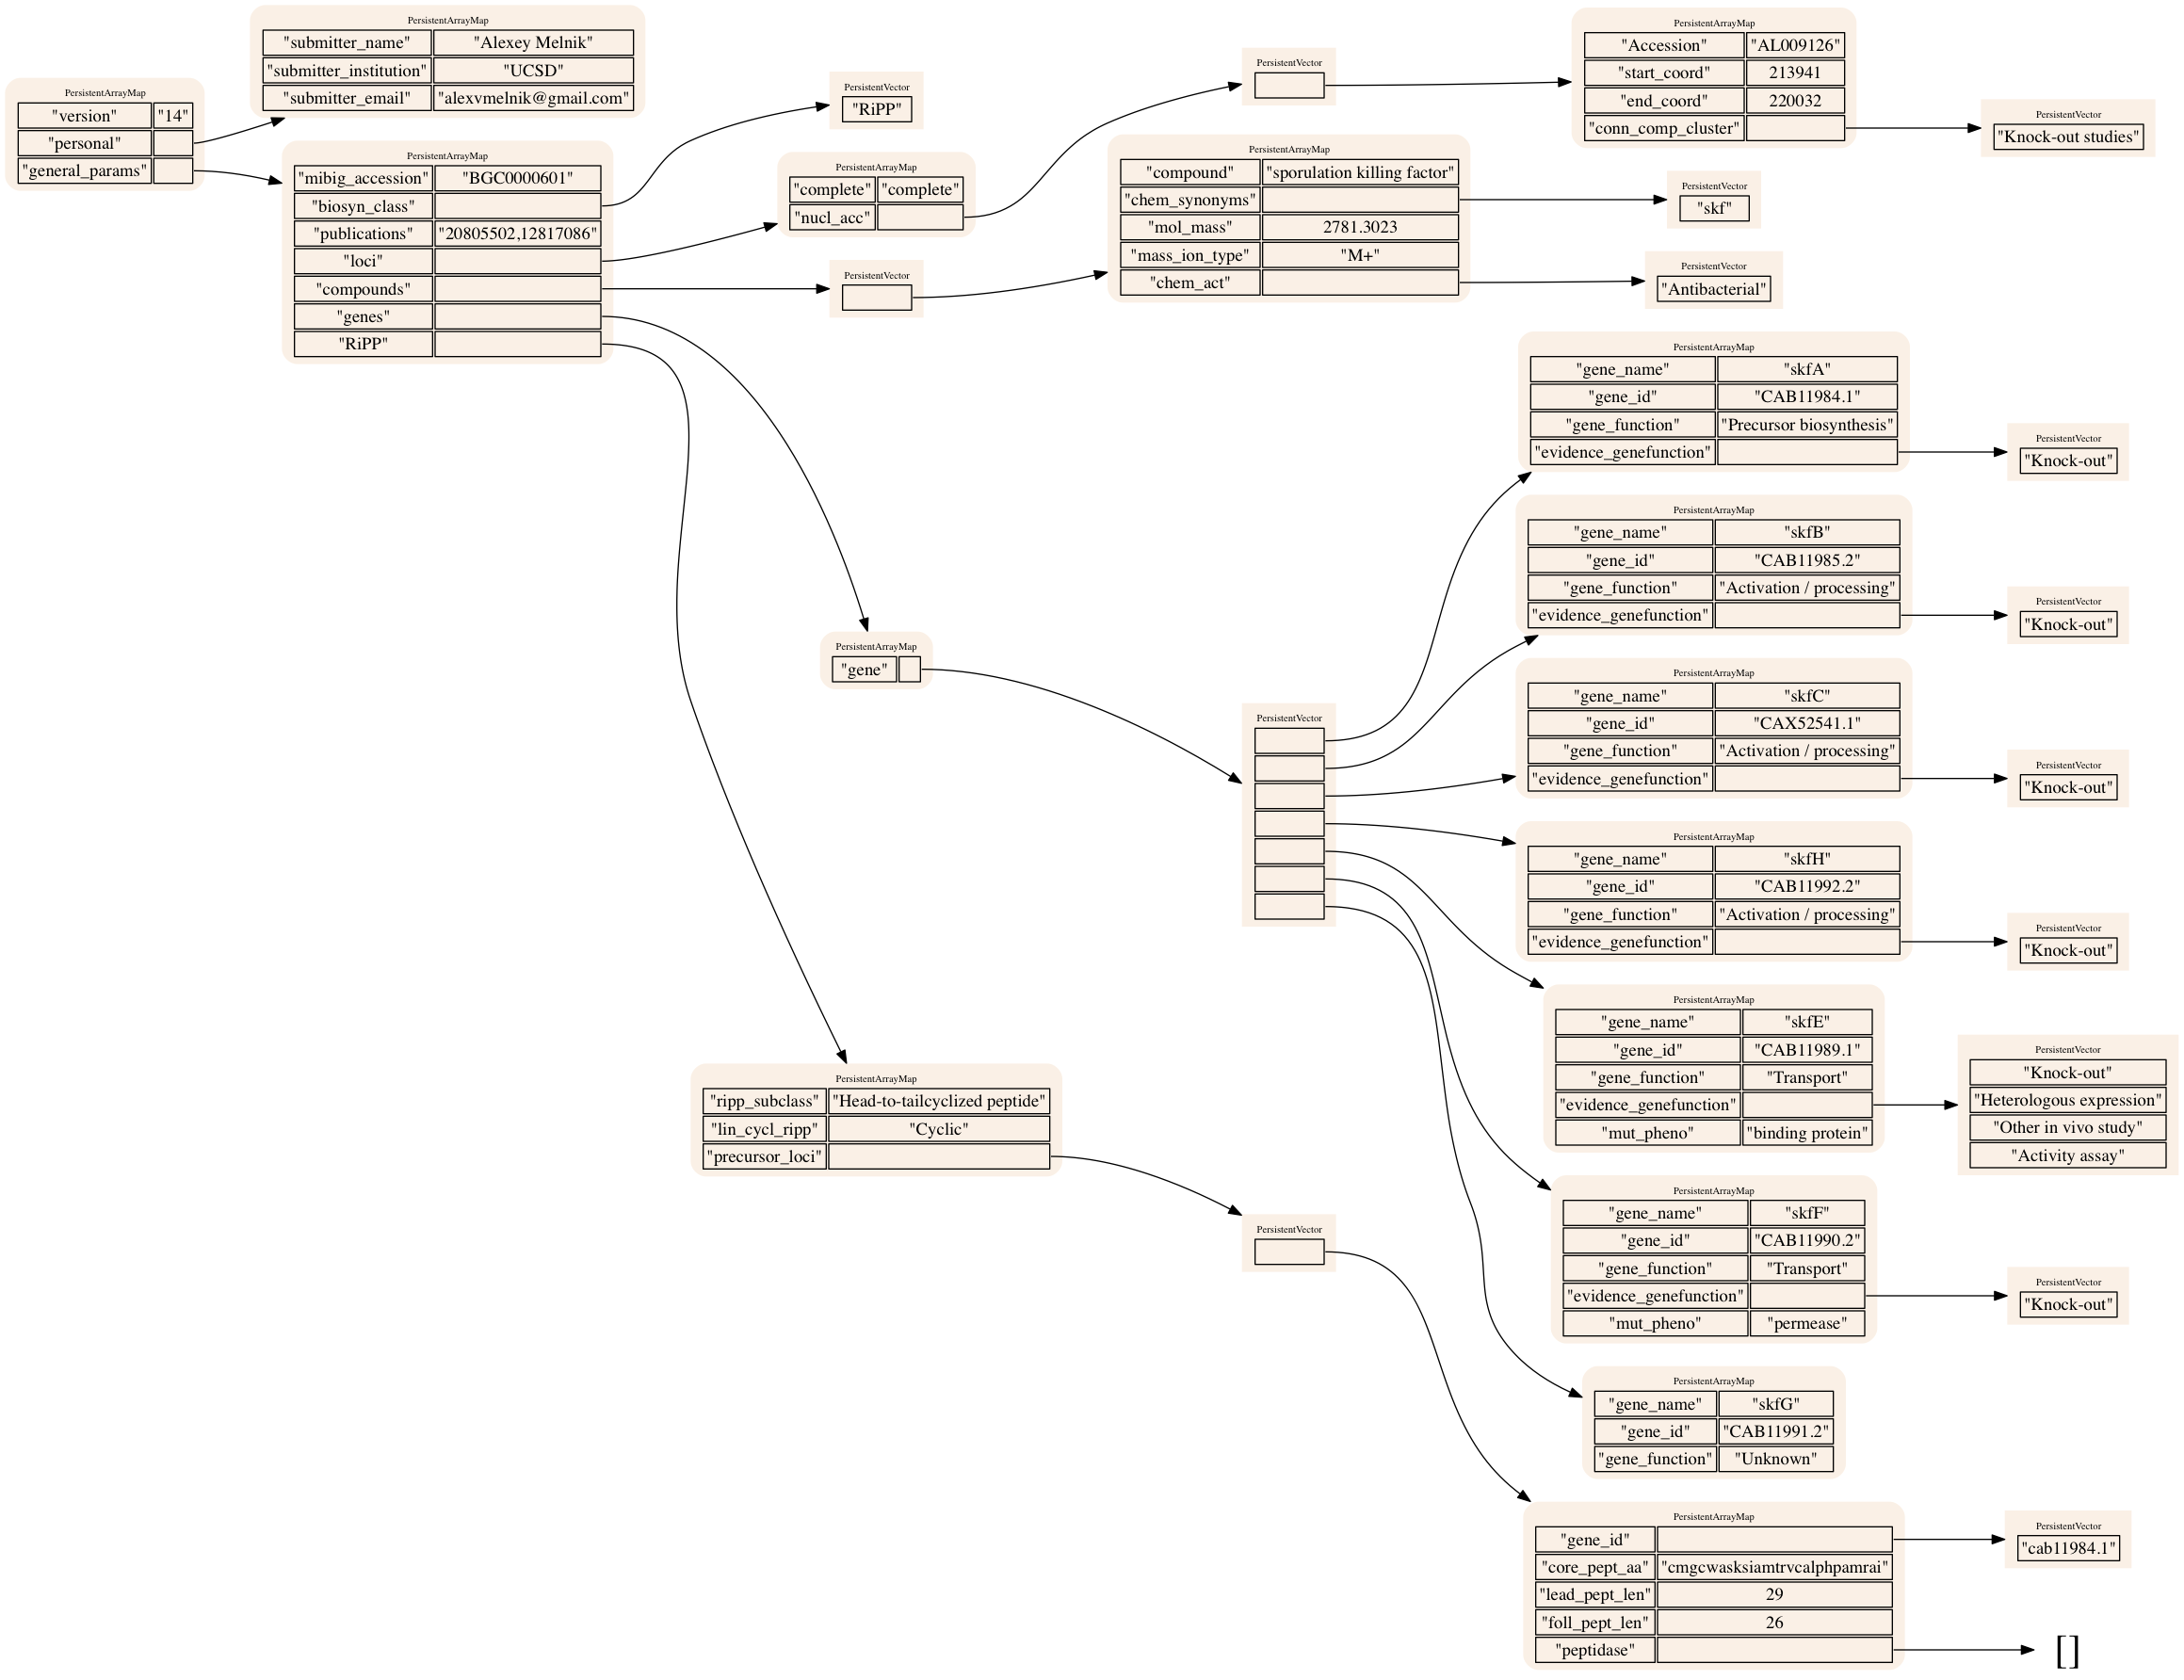 PersistentArrayMap
"version" "14"
"personal"
"general_params"
PersistentArrayMap
"submitter_name" "Alexey Melnik"
"submitter_institution" "UCSD"
"submitter_email" "alexvmelnik@gmail.com"
PersistentArrayMap
"mibig_accession" "BGC0000601"
"biosyn_class"
"publications" "20805502,12817086"
"loci"
"compounds"
"genes"
"RiPP"
PersistentVector
"RiPP"
PersistentArrayMap
"complete" "complete"
"nucl_acc"
PersistentVector
PersistentVector
PersistentArrayMap
"Accession" "AL009126"
"start_coord" 213941
"end_coord" 220032
"conn_comp_cluster"
PersistentVector
"Knock-out studies"
PersistentArrayMap
"compound" "sporulation killing factor"
"chem_synonyms"
"mol_mass" 2781.3023
"mass_ion_type" "M+"
"chem_act"
PersistentVector
"skf"
PersistentVector
"Antibacterial"
PersistentArrayMap
"gene"
PersistentVector
PersistentArrayMap
"gene_name" "skfA"
"gene_id" "CAB11984.1"
"gene_function" "Precursor biosynthesis"
"evidence_genefunction"
PersistentVector
"Knock-out"
PersistentArrayMap
"gene_name" "skfB"
"gene_id" "CAB11985.2"
"gene_function" "Activation / processing"
"evidence_genefunction"
PersistentVector
"Knock-out"
PersistentArrayMap
"gene_name" "skfC"
"gene_id" "CAX52541.1"
"gene_function" "Activation / processing"
"evidence_genefunction"
PersistentVector
"Knock-out"
PersistentArrayMap
"gene_name" "skfH"
"gene_id" "CAB11992.2"
"gene_function" "Activation / processing"
"evidence_genefunction"
PersistentVector
"Knock-out"
PersistentArrayMap
"gene_name" "skfE"
"gene_id" "CAB11989.1"
"gene_function" "Transport"
"evidence_genefunction"
"mut_pheno" "binding protein"
PersistentVector
"Knock-out"
"Heterologous expression"
"Other in vivo study"
"Activity assay"
PersistentArrayMap
"gene_name" "skfF"
"gene_id" "CAB11990.2"
"gene_function" "Transport"
"evidence_genefunction"
"mut_pheno" "permease"
PersistentVector
"Knock-out"
PersistentArrayMap
"gene_name" "skfG"
"gene_id" "CAB11991.2"
"gene_function" "Unknown"
PersistentArrayMap
"ripp_subclass" "Head-to-tailcyclized peptide"
"lin_cycl_ripp" "Cyclic"
"precursor_loci"
PersistentVector
PersistentArrayMap
"gene_id"
"core_pept_aa" "cmgcwasksiamtrvcalphpamrai"
"lead_pept_len" 29
"foll_pept_len" 26
"peptidase"
PersistentVector
"cab11984.1"
[]